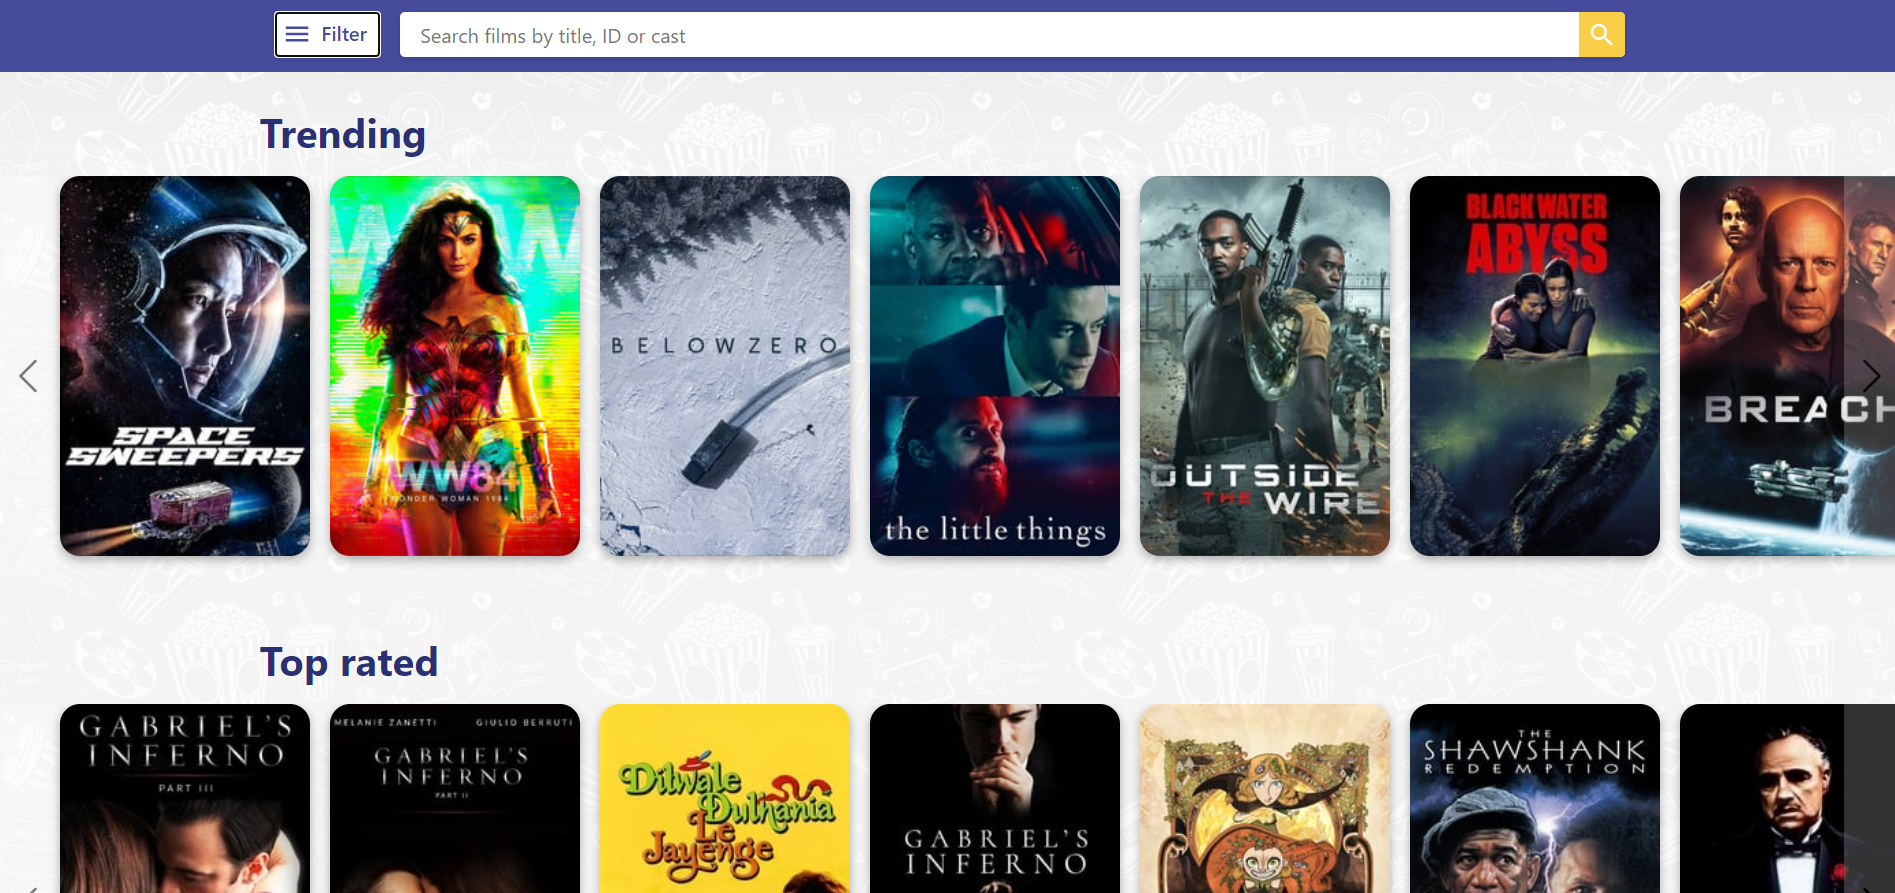 Filter
Search films by title, ID or cast
Trending
SPACE
SWEEPERS
WW
WW84
WONDER WOMAN 1984
BELOW ZERO
the little things
OUTSIDE
THE WIRE
BLACK WATER
ABYSS
BREACH
Top rated
GABRIEL'S
INFERNO
PART III
MELANIE ZANETTI GIULIO BERRUTI
GABRIEL'S
INFERNO
PART II
Dilwale
Dulhania
Le
Jayenge
GABRIEL'S
INFERNO
THE
SHAWSHANK
REDEMPTION